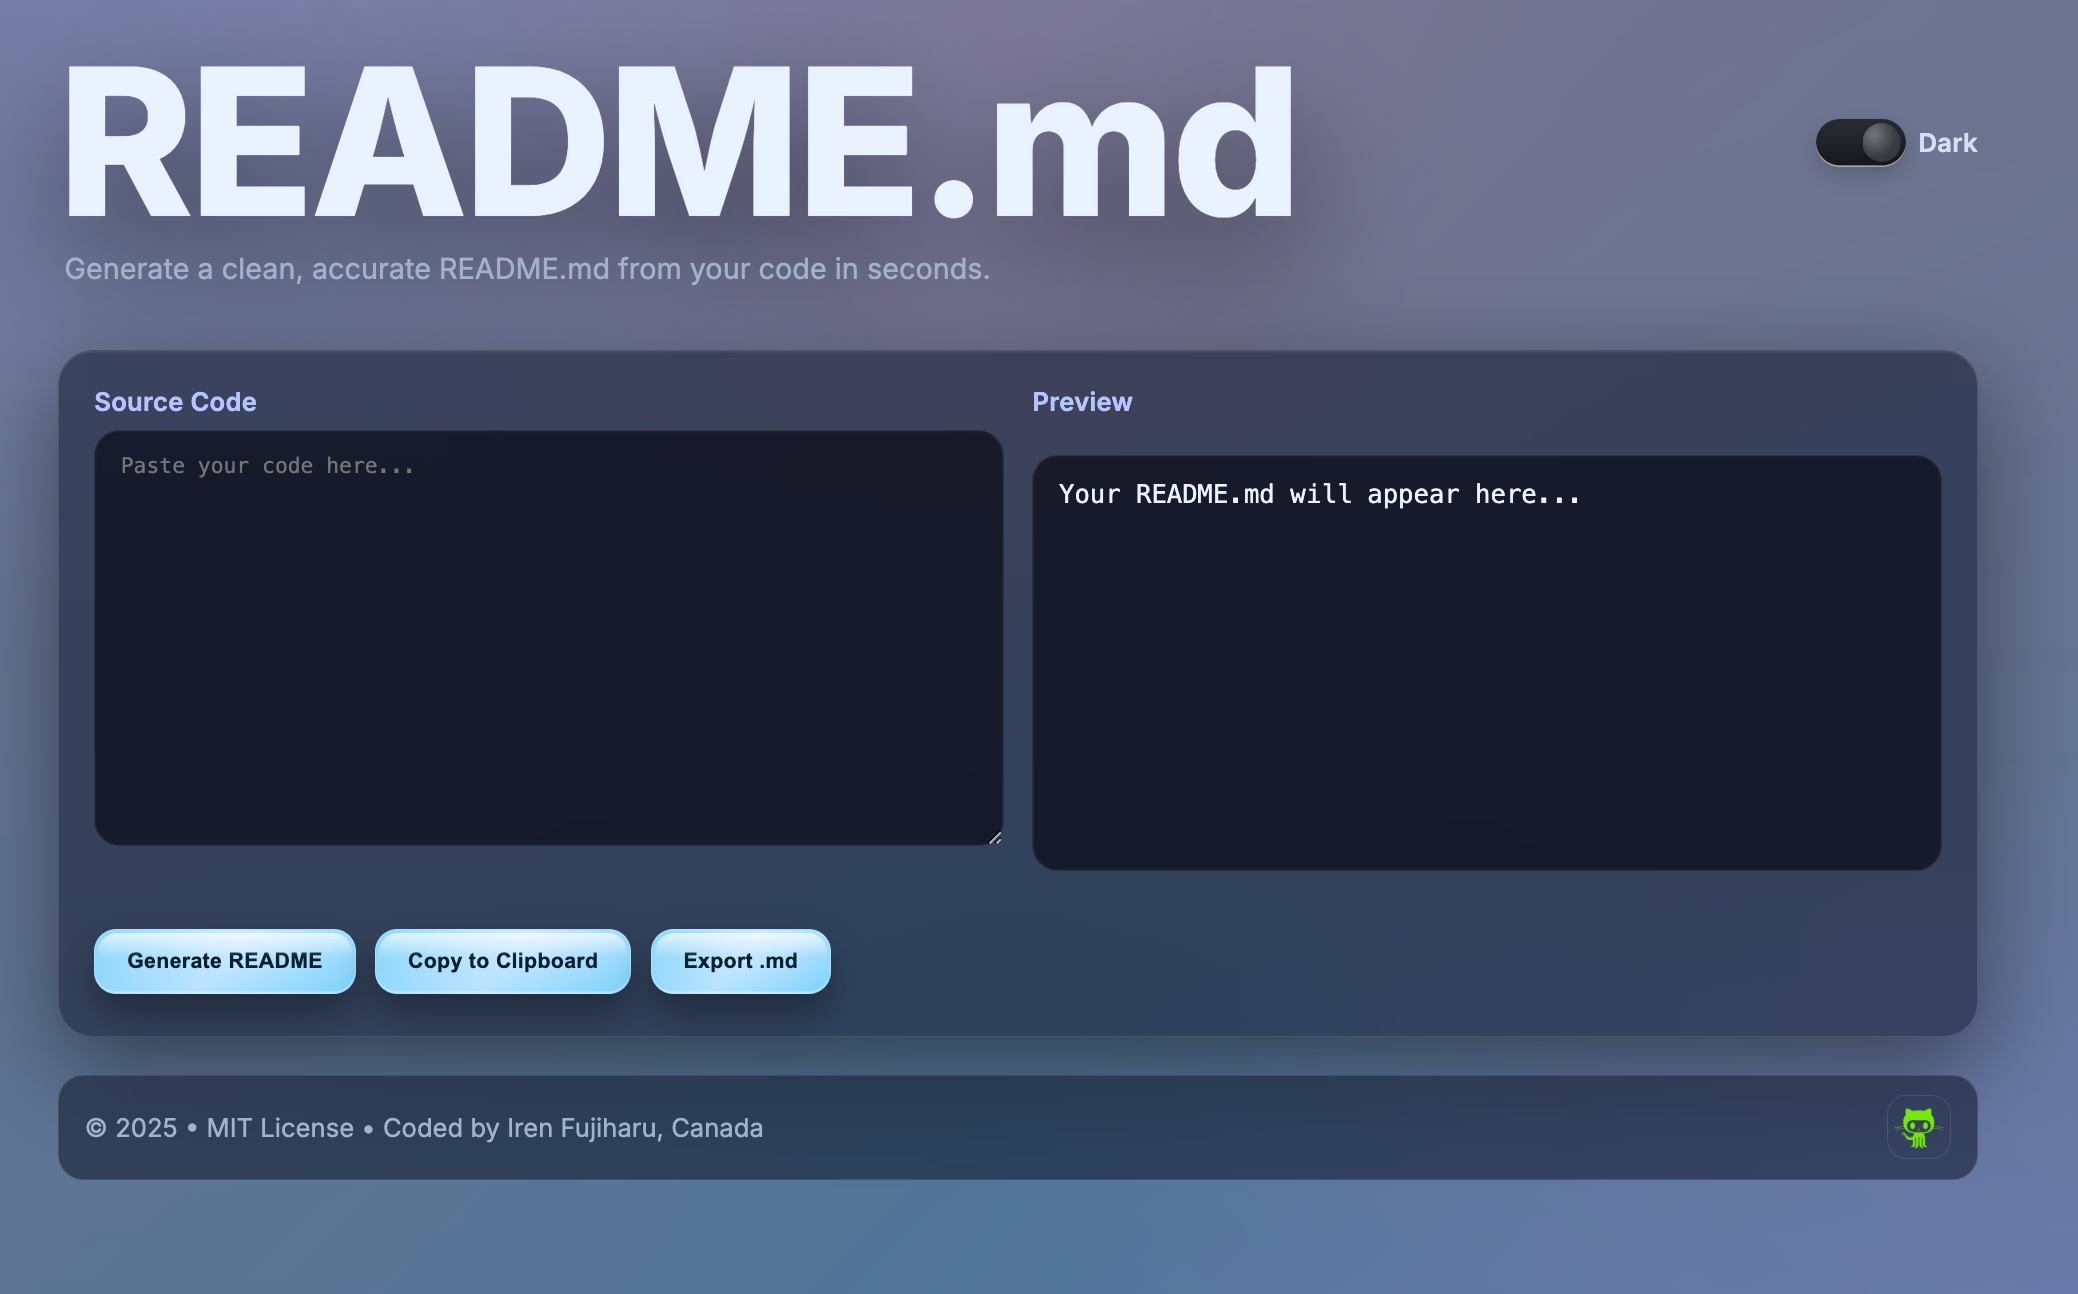 README.md
Dark
Generate a clean, accurate README.md from your code in seconds.
Source Code
Paste your code here...
Preview
Your README.md will appear here...
Generate README
Copy to Clipboard
Export .md
© 2025 • MIT License • Coded by Iren Fujiharu, Canada